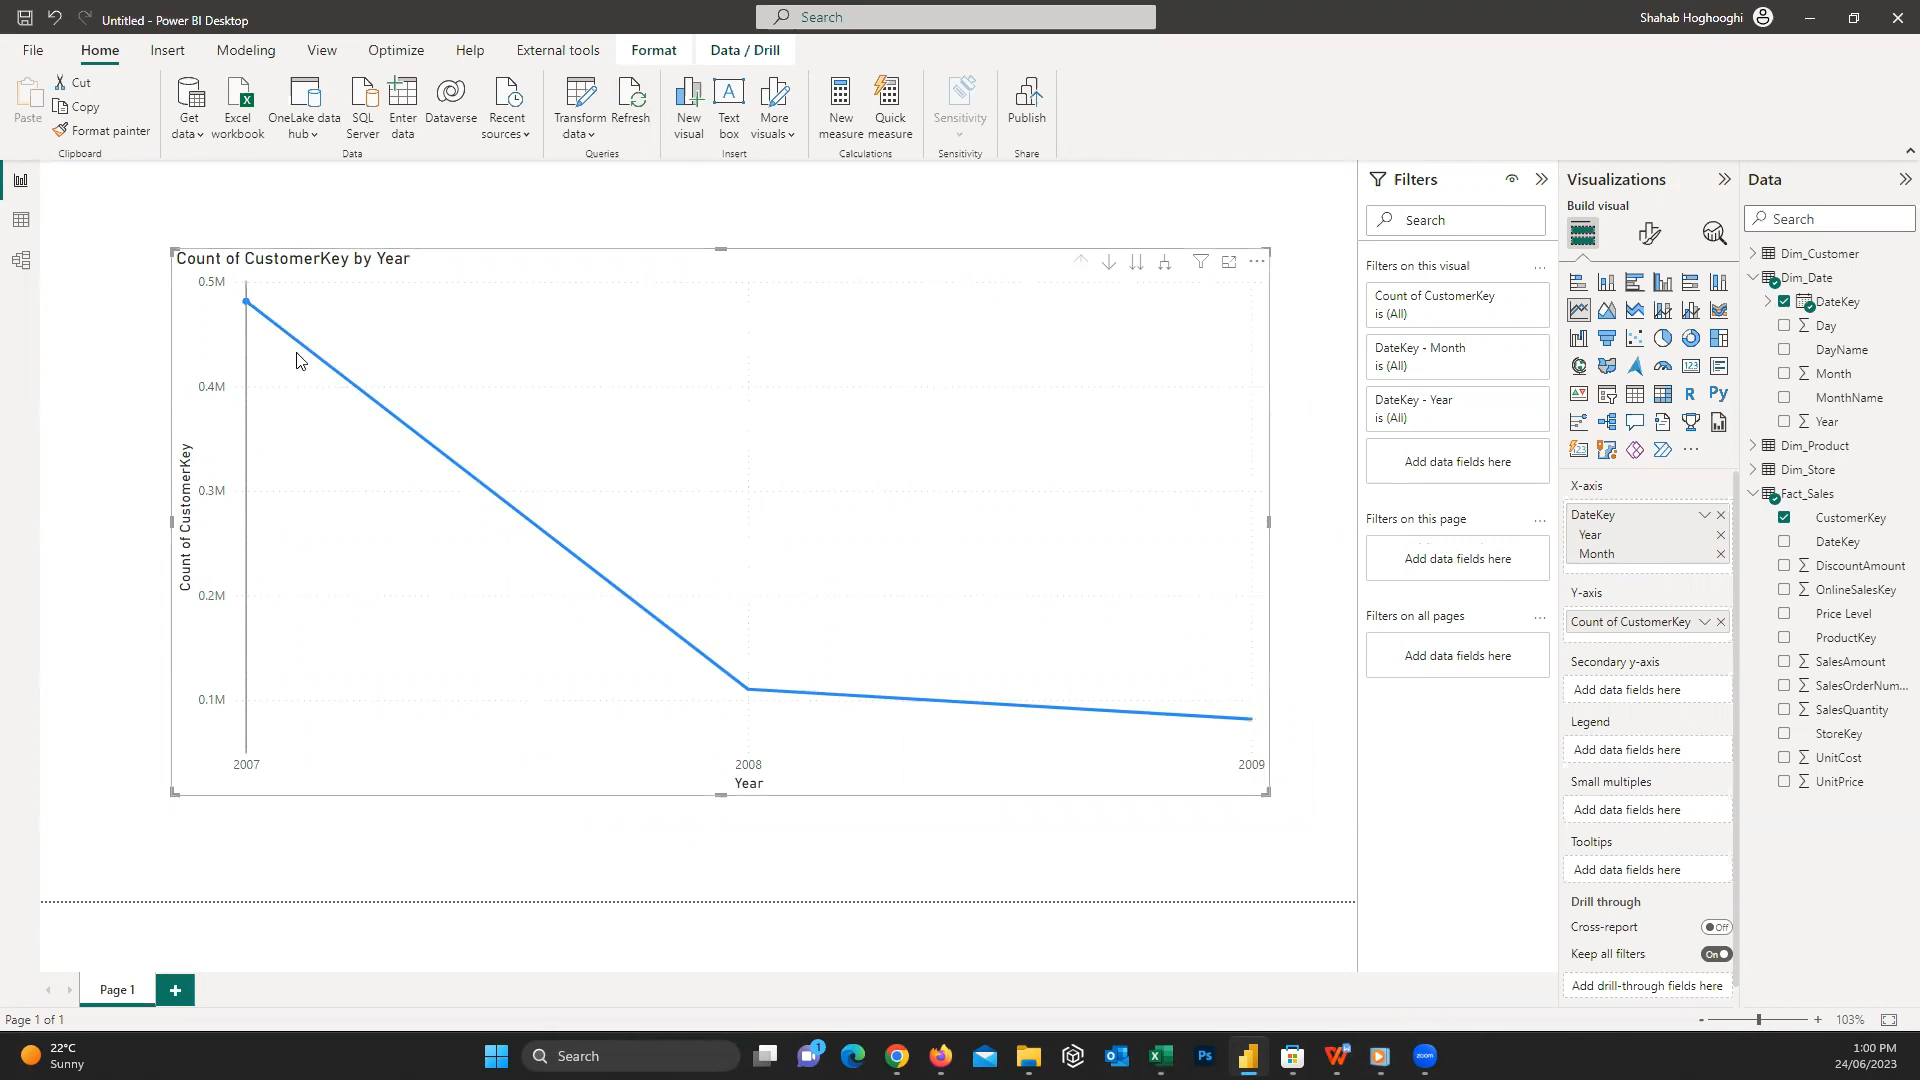 Untitled - Power BI Desktop
Search
Shahab Hoghooghi
File
Home
Insert
Modeling
View
Optimize
Help
External tools
Format
Data / Drill
Paste
Cut
Copy
Format painter
Clipboard
Get data
Excel workbook
OneLake data hub
SQL Server
Enter data
Dataverse
Recent sources
Data
Transform data
Refresh
Queries
New visual
Text box
More visuals
Insert
New measure
Quick measure
Calculations
Sensitivity
Sensitivity
Publish
Share
Count of CustomerKey by Year
0.5M
0.4M
0.3M
0.2M
0.1M
Count of CustomerKey
2007
2008
2009
Year
Filters
Search
Filters on this visual
...
Count of CustomerKey
is (All)
DateKey - Month
is (All)
DateKey - Year
is (All)
Add data fields here
Filters on this page
...
Add data fields here
Filters on all pages
...
Add data fields here
Visualizations
Build visual
123
R
Py
123
...
X-axis
DateKey
Year
Month
Y-axis
Count of CustomerKey
Secondary y-axis
Add data fields here
Legend
Add data fields here
Small multiples
Add data fields here
Tooltips
Add data fields here
Drill through
Cross-report
Off
Keep all filters
On
Add drill-through fields here
Data
Search
Dim_Customer
Dim_Date
DateKey
Day
DayName
Month
MonthName
Year
Dim_Product
Dim_Store
Fact_Sales
CustomerKey
DateKey
DiscountAmount
OnlineSalesKey
Price Level
ProductKey
SalesAmount
SalesOrderNum...
SalesQuantity
StoreKey
UnitCost
UnitPrice
Page 1
+
Page 1 of 1
- + 103%
22°C
Sunny
Search
1
Ps
zoom
1:00 PM
24/06/2023